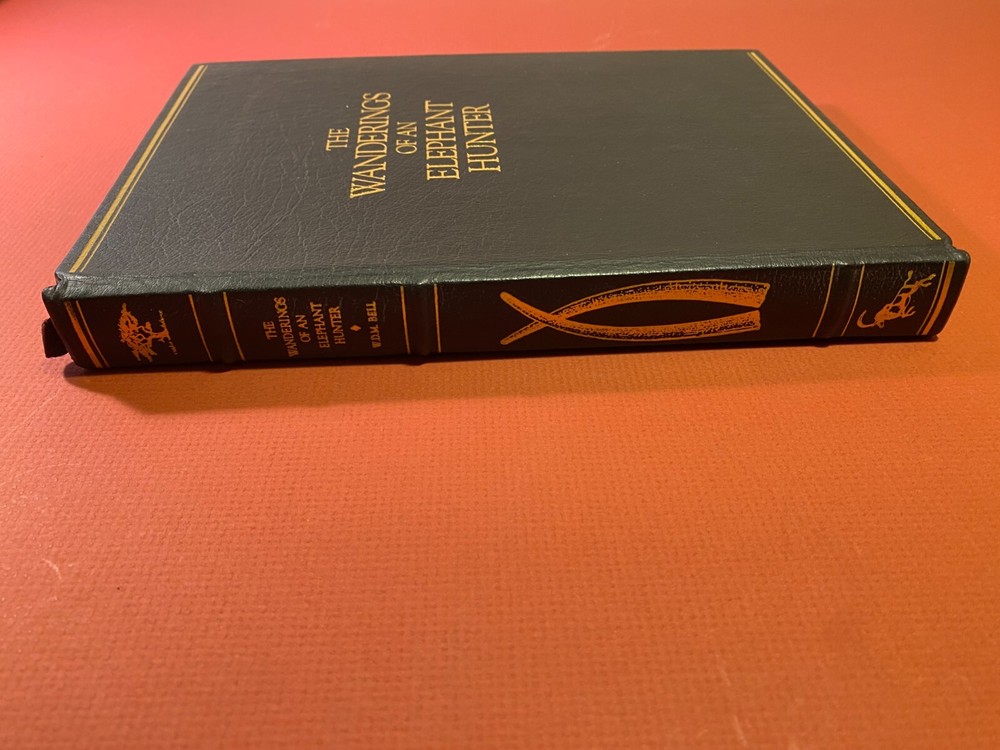 THE
WANDERINGS
OF AN
ELEPHANT
HUNTER
THE
WANDERINGS
OF AN
ELEPHANT
HUNTER
W.D.M. BELL